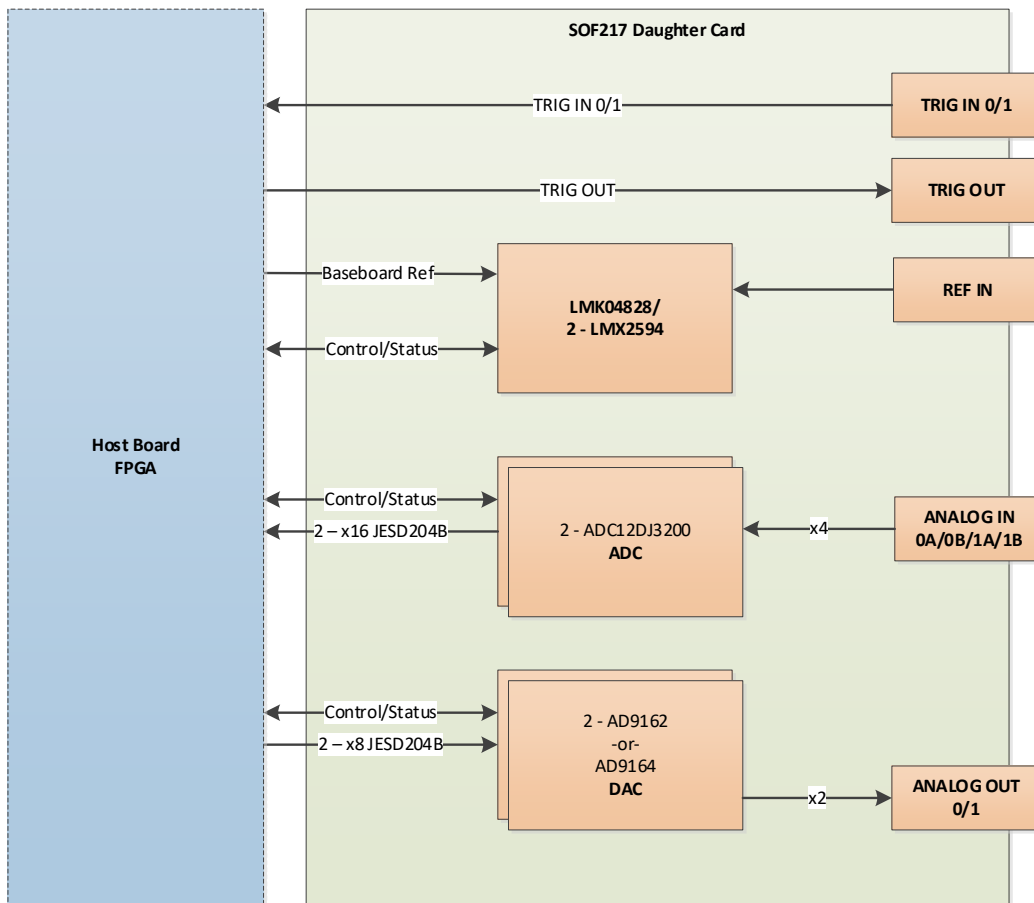 SOF217 Daughter Card
TRIG IN 0/1
TRIG IN 0/1
TRIG OUT
TRIG OUT
Baseboard Ref
LMK04828/
2 - LMX2594
REF IN
Control/Status
Host Board
FPGA
Control/Status
2 – x16 JESD204B
2 - ADC12DJ3200
ADC
x4
ANALOG IN
0A/0B/1A/1B
Control/Status
2 – x8 JESD204B
2 - AD9162
-or-
AD9164
DAC
x2
ANALOG OUT
0/1